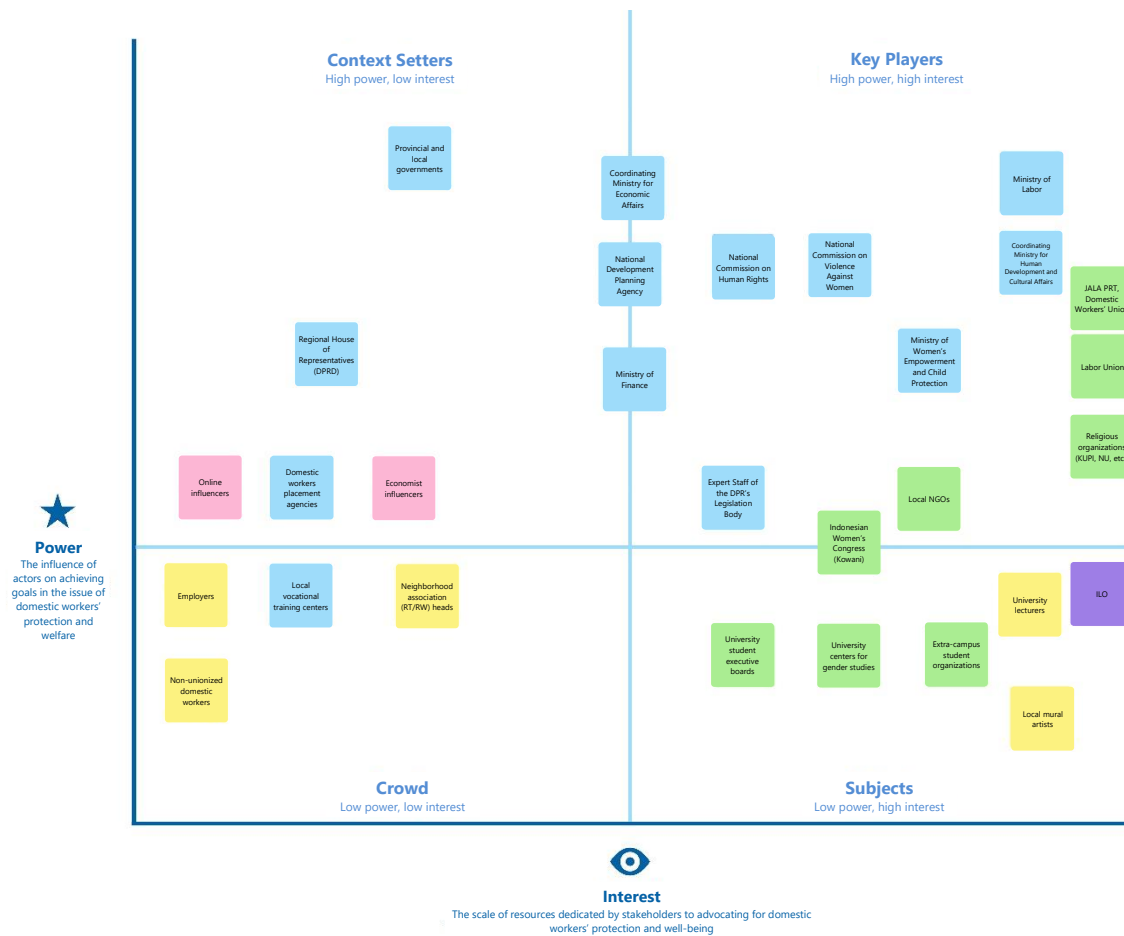 Context Setters
High power, low interest
Key Players
High power, high interest
Provincial and
local
governments
Coordinating
Ministry for
Economic
Affairs
Ministry of
Labor
National
Development
Planning
Agency
National
Commission on
Human Rights
National
Commission on
Violence
Against
Women
Coordinating
Ministry for
Human
Development and
Cultural Affairs
JALA PRT,
Domestic
Workers' Unio
Regional House
of
Representatives
(DPRD)
Ministry of
Finance
Ministry of
Women's
Empowerment
and Child
Protection
Labor Union
Religious
organizations
(KUPI, NU, etc
Online
influencers
Domestic
workers
placement
agencies
Economist
influencers
Expert Staff of
the DPR's
Legislation
Body
Local NGOs
Indonesian
Women's
Congress
(Kowani)
Power
The influence of
actors on achieving
goals in the issue of
domestic workers'
protection and
welfare
Employers
Local
vocational
training centers
Neighborhood
association
(RT/RW) heads
University
lecturers
ILO
University
student
executive
boards
University
centers for
gender studies
Extra-campus
student
organizations
Non-unionized
domestic
workers
Local mural
artists
Crowd
Low power, low interest
Subjects
Low power, high interest
Interest
The scale of resources dedicated by stakeholders to advocating for domestic
workers' protection and well-being